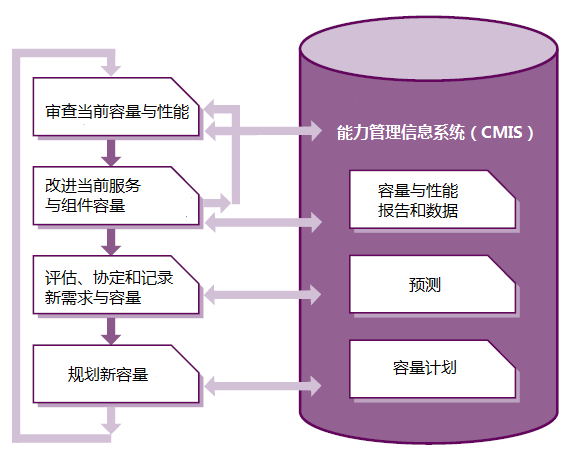 审查当前容量与性能
改进当前服务
与组件容量
评估、协定和记录
新需求与容量
规划新容量
能力管理信息系统（CMIS）
容量与性能
报告和数据
预测
容量计划